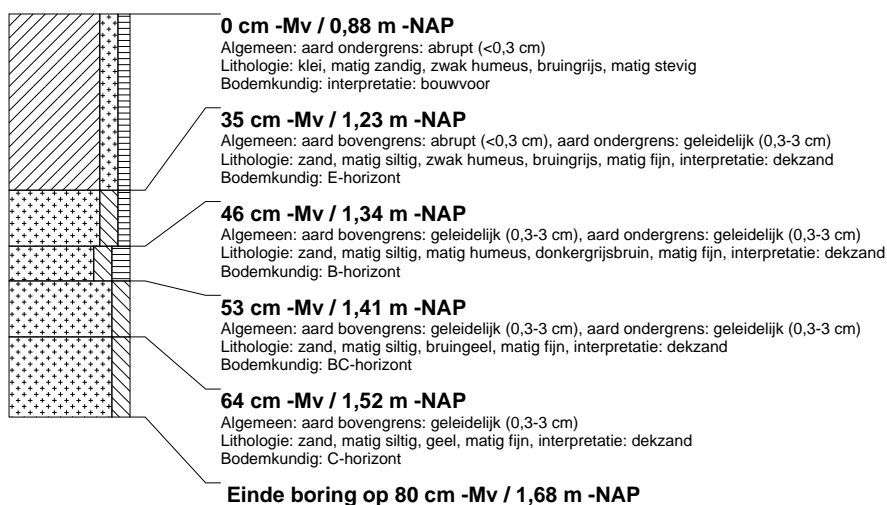 0 cm -Mv / 0,88 m -NAP
Algemeen: aard ondergrens: abrupt (<0,3 cm)
Lithologie: klei, matig zandig, zwak humeus, bruingrijs, matig stevig
Bodemkundig: interpretatie: bouwvoor
35 cm -Mv / 1,23 m -NAP
Algemeen: aard bovengrens: abrupt (<0,3 cm), aard ondergrens: geleidelijk (0,3-3 cm)
Lithologie: zand, matig siltig, zwak humeus, bruingrijs, matig fijn, interpretatie: dekzand
Bodemkundig: E-horizont
46 cm -Mv / 1,34 m -NAP
Algemeen: aard bovengrens: geleidelijk (0,3-3 cm), aard ondergrens: geleidelijk (0,3-3 cm)
Lithologie: zand, matig siltig, matig humeus, donkergrijsbruin, matig fijn, interpretatie: dekzand
Bodemkundig: B-horizont
53 cm -Mv / 1,41 m -NAP
Algemeen: aard bovengrens: geleidelijk (0,3-3 cm), aard ondergrens: geleidelijk (0,3-3 cm)
Lithologie: zand, matig siltig, bruingeel, matig fijn, interpretatie: dekzand
Bodemkundig: BC-horizont
64 cm -Mv / 1,52 m -NAP
Algemeen: aard bovengrens: geleidelijk (0,3-3 cm)
Lithologie: zand, matig siltig, geel, matig fijn, interpretatie: dekzand
Bodemkundig: C-horizont
Einde boring op 80 cm -Mv / 1,68 m -NAP